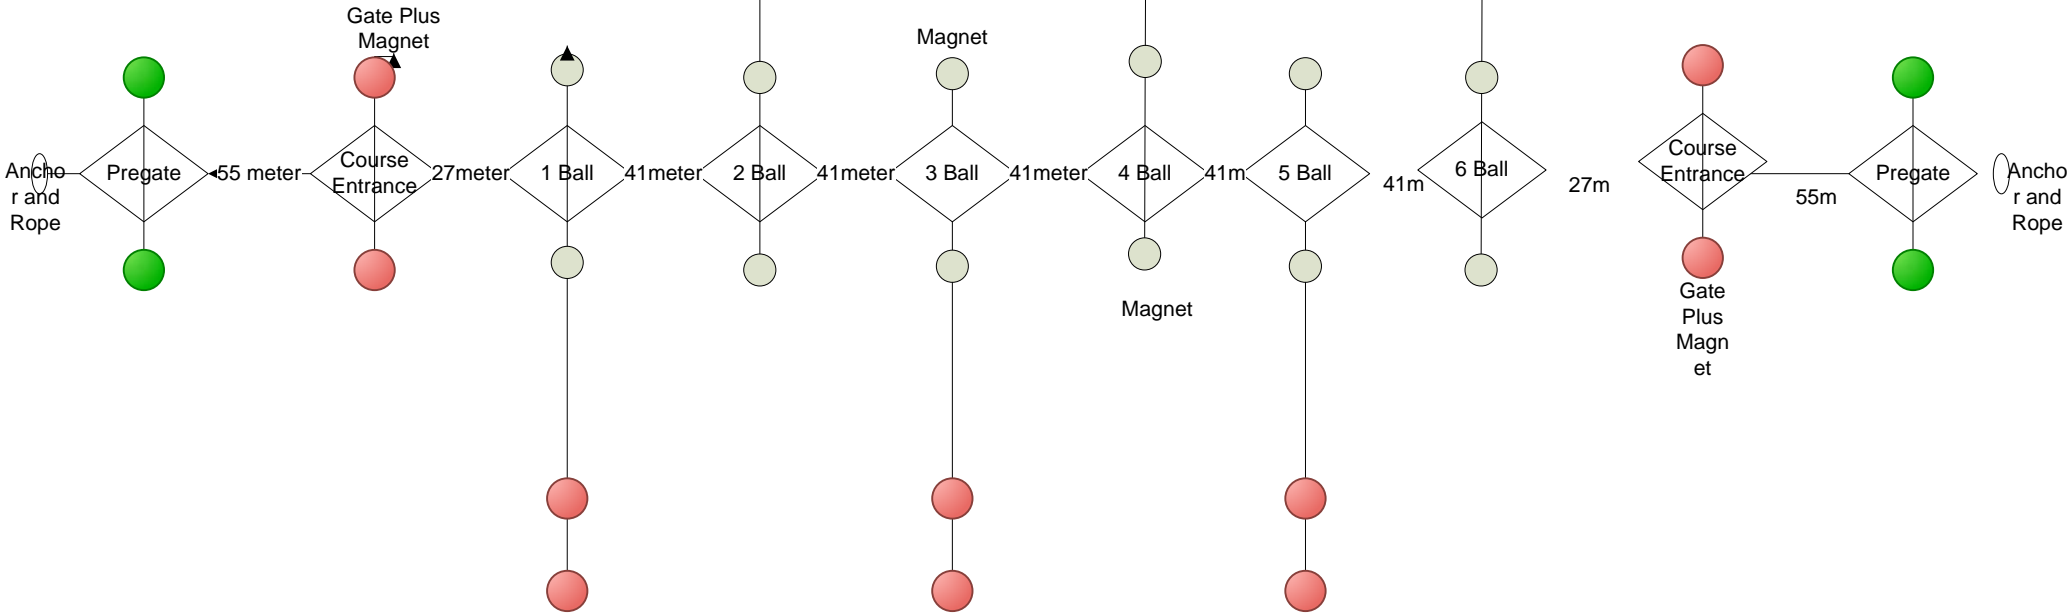 Gate Plus
Magnet
Magnet
Ancho
r and
Rope
Pregate
55 meter
Course
Entrance
27meter
1 Ball
41meter
2 Ball
41meter
3 Ball
41meter
4 Ball
41m
5 Ball
41m
6 Ball
27m
Course
Entrance
55m
Pregate
Ancho
r and
Rope
Magnet
Gate
Plus
Magn
et